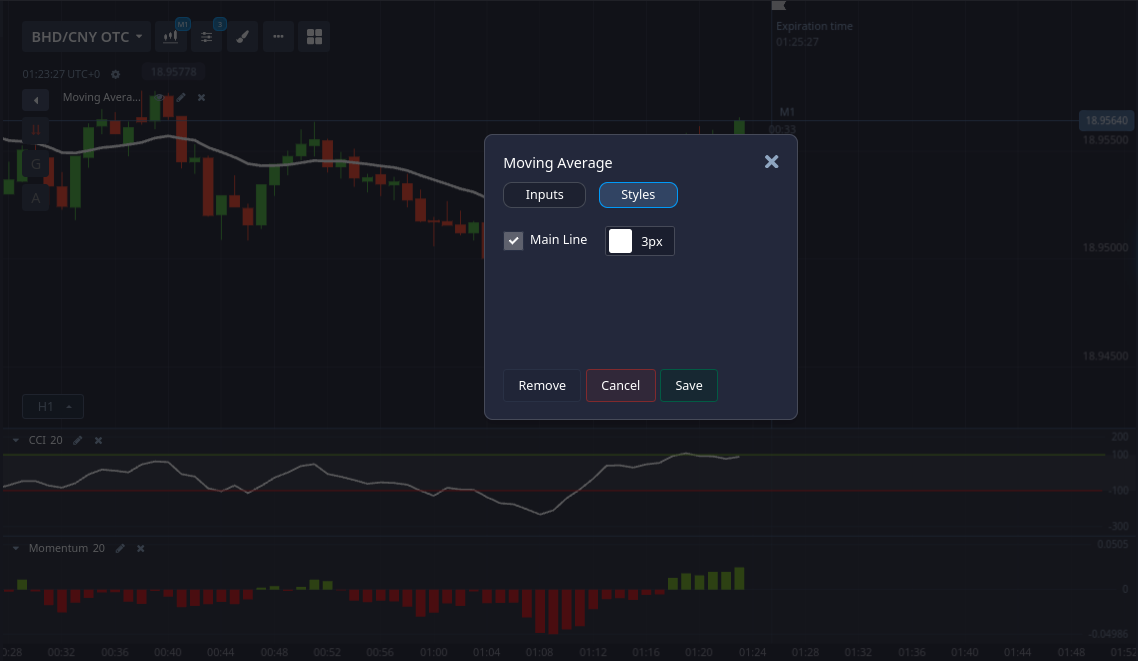 Expiration time
01:25:27
BHD/CNY OTC
M1
3
01:23:27 UTC+0
18.95778
Moving Avera...
M1
00:33
18.95640
18.95500
G
A
Moving Average
Inputs
Styles
Main Line
3px
18.95000
18.94500
Remove
Cancel
Save
H1
CCI 20
200
100
-100
-300
Momentum 20
0.0505
0
-0.04986
0:28 00:32 00:36 00:40 00:44 00:48 00:52 00:56 01:00 01:04 01:08 01:12 01:16 01:20 01:24 01:28 01:32 01:36 01:40 01:44 01:48 01:52